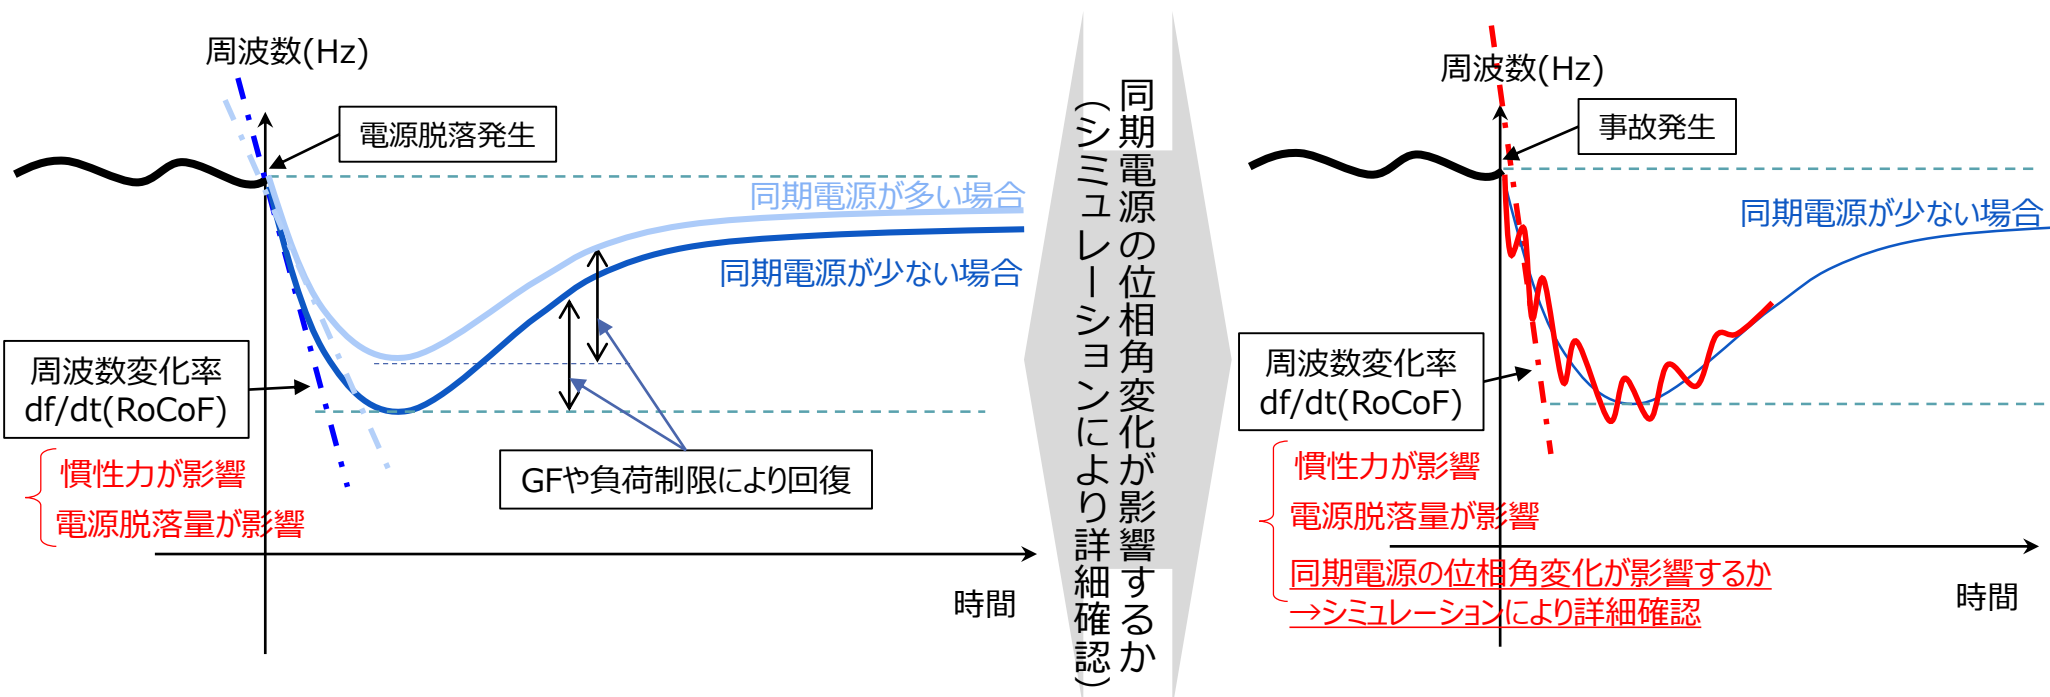 周波数(Hz)
電源脱落発生
同期電源が多い場合
同期電源が少ない場合
周波数変化率
df/dt(RoCoF)
GFや負荷制限により回復
慣性力が影響
電源脱落量が影響
時間
同期電源の位相角変化が影響するか
(シミュレーションにより詳細確認)
周波数(Hz)
事故発生
同期電源が少ない場合
周波数変化率
df/dt(RoCoF)
慣性力が影響
電源脱落量が影響
同期電源の位相角変化が影響するか
→シミュレーションにより詳細確認
時間